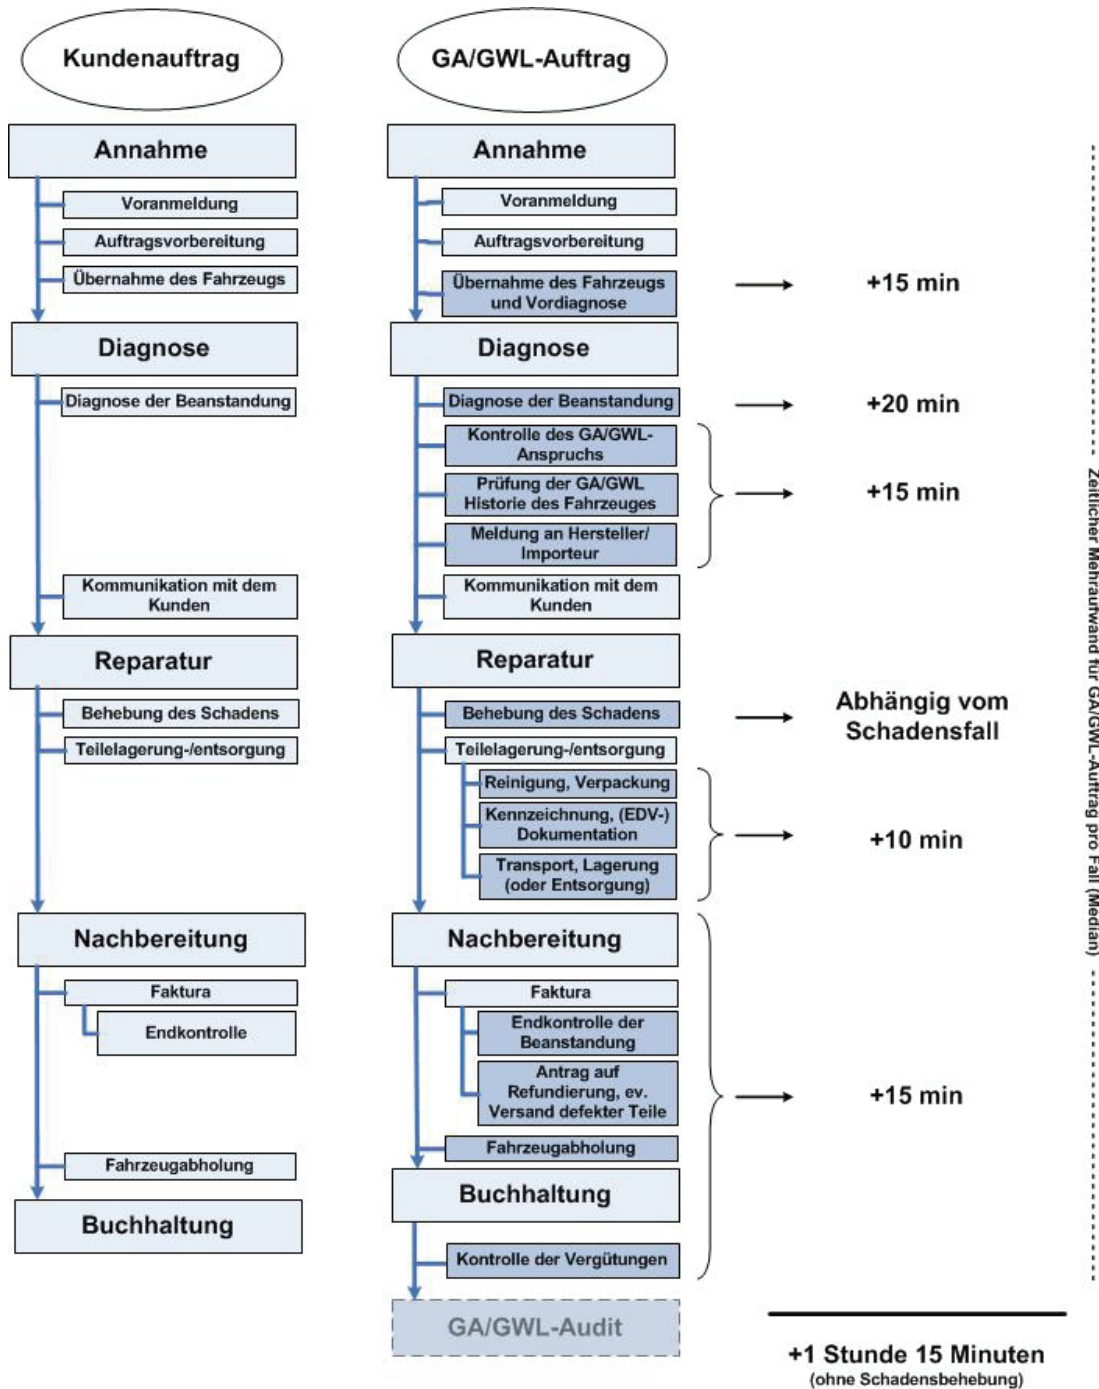 Kundenauftrag
Annahme
Voranmeldung
Auftragsvorbereitung
Übernahme des Fahrzeugs
Diagnose
Diagnose der Beanstandung
Kommunikation mit dem
Kunden
Reparatur
Behebung des Schadens
Teilelagerung-/entsorgung
Nachbereitung
Faktura
Endkontrolle
Fahrzeugabholung
Buchhaltung
GA/GWL-Auftrag
Annahme
Voranmeldung
Auftragsvorbereitung
Übernahme des Fahrzeugs
und Vordiagnose
Diagnose
Diagnose der Beanstandung
Kontrolle des GA/GWL-
Anspruchs
Prüfung der GA/GWL
Historie des Fahrzeuges
Meldung an Hersteller/
Importeur
Kommunikation mit dem
Kunden
Reparatur
Behebung des Schadens
Teilelagerung-/entsorgung
Reinigung, Verpackung
Kennzeichnung, (EDV-)
Dokumentation
Transport, Lagerung
(oder Entsorgung)
Nachbereitung
Faktura
Endkontrolle der
Beanstandung
Antrag auf
Refundierung, ev.
Versand defekter Teile
Fahrzeugabholung
Buchhaltung
Kontrolle der Vergütungen
GA/GWL-Audit
+15 min
+20 min
+15 min
Abhängig vom
Schadensfall
+10 min
+15 min
+1 Stunde 15 Minuten
(ohne Schadensbehebung)
Zeitlicher Mehraufwand für GA/GWL-Auftrag pro Fall (Median)